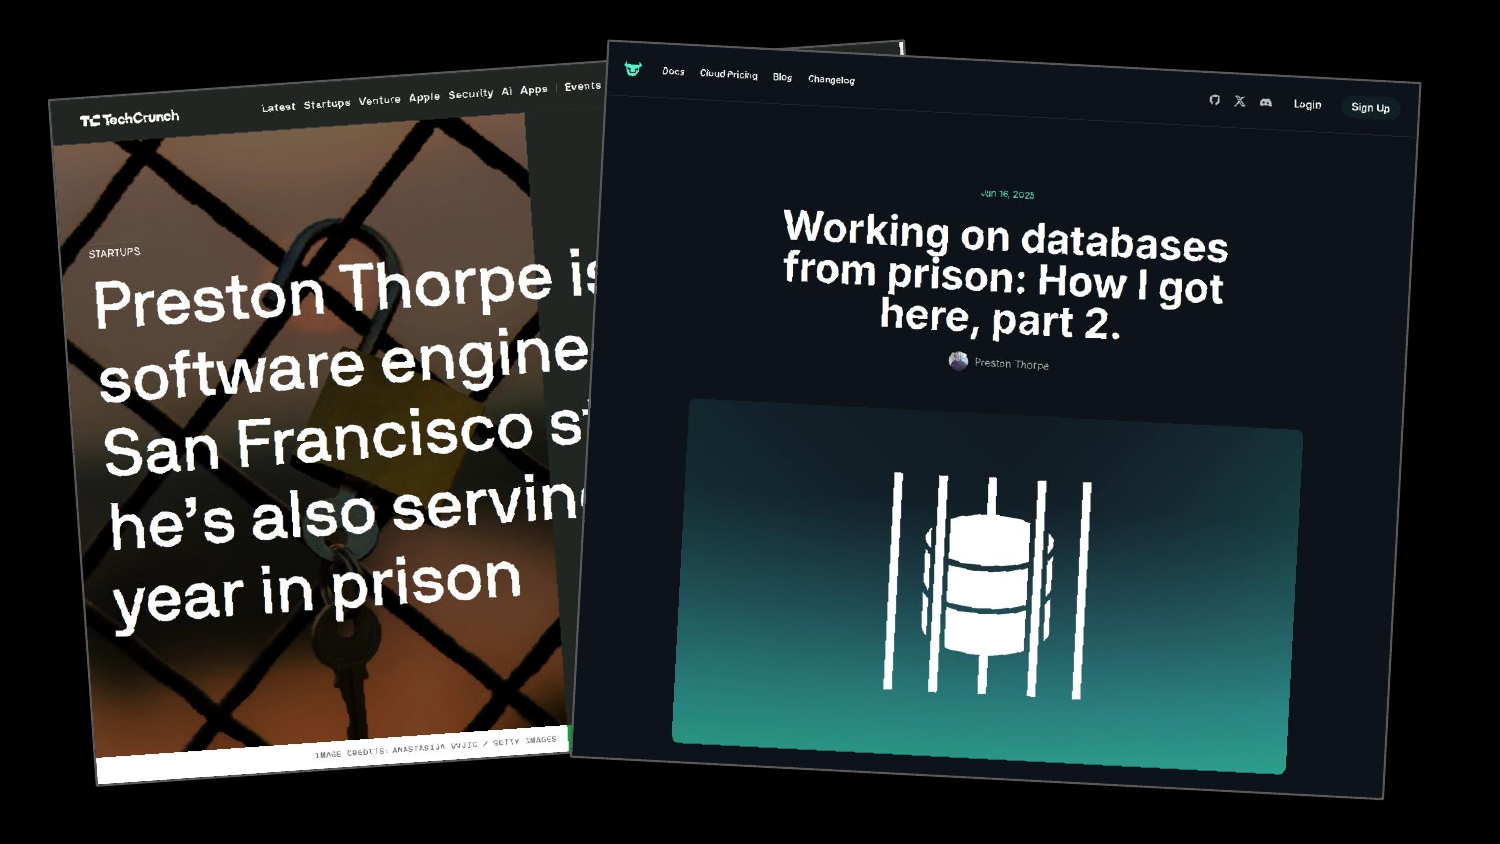 TechCrunch
Latest Startups Venture Apple Security AI Apps | Events
STARTUPS
Preston Thorpe is
software engine
San Francisco s
he's also servin
year in prison
IMAGE CREDITS: ANASTASIJA VUJIC / GETTY IMAGES
Docs Cloud Pricing Blog Changelog
Login Sign Up
Jun 16, 2025
Working on databases
from prison: How I got
here, part 2.
Preston Thorpe